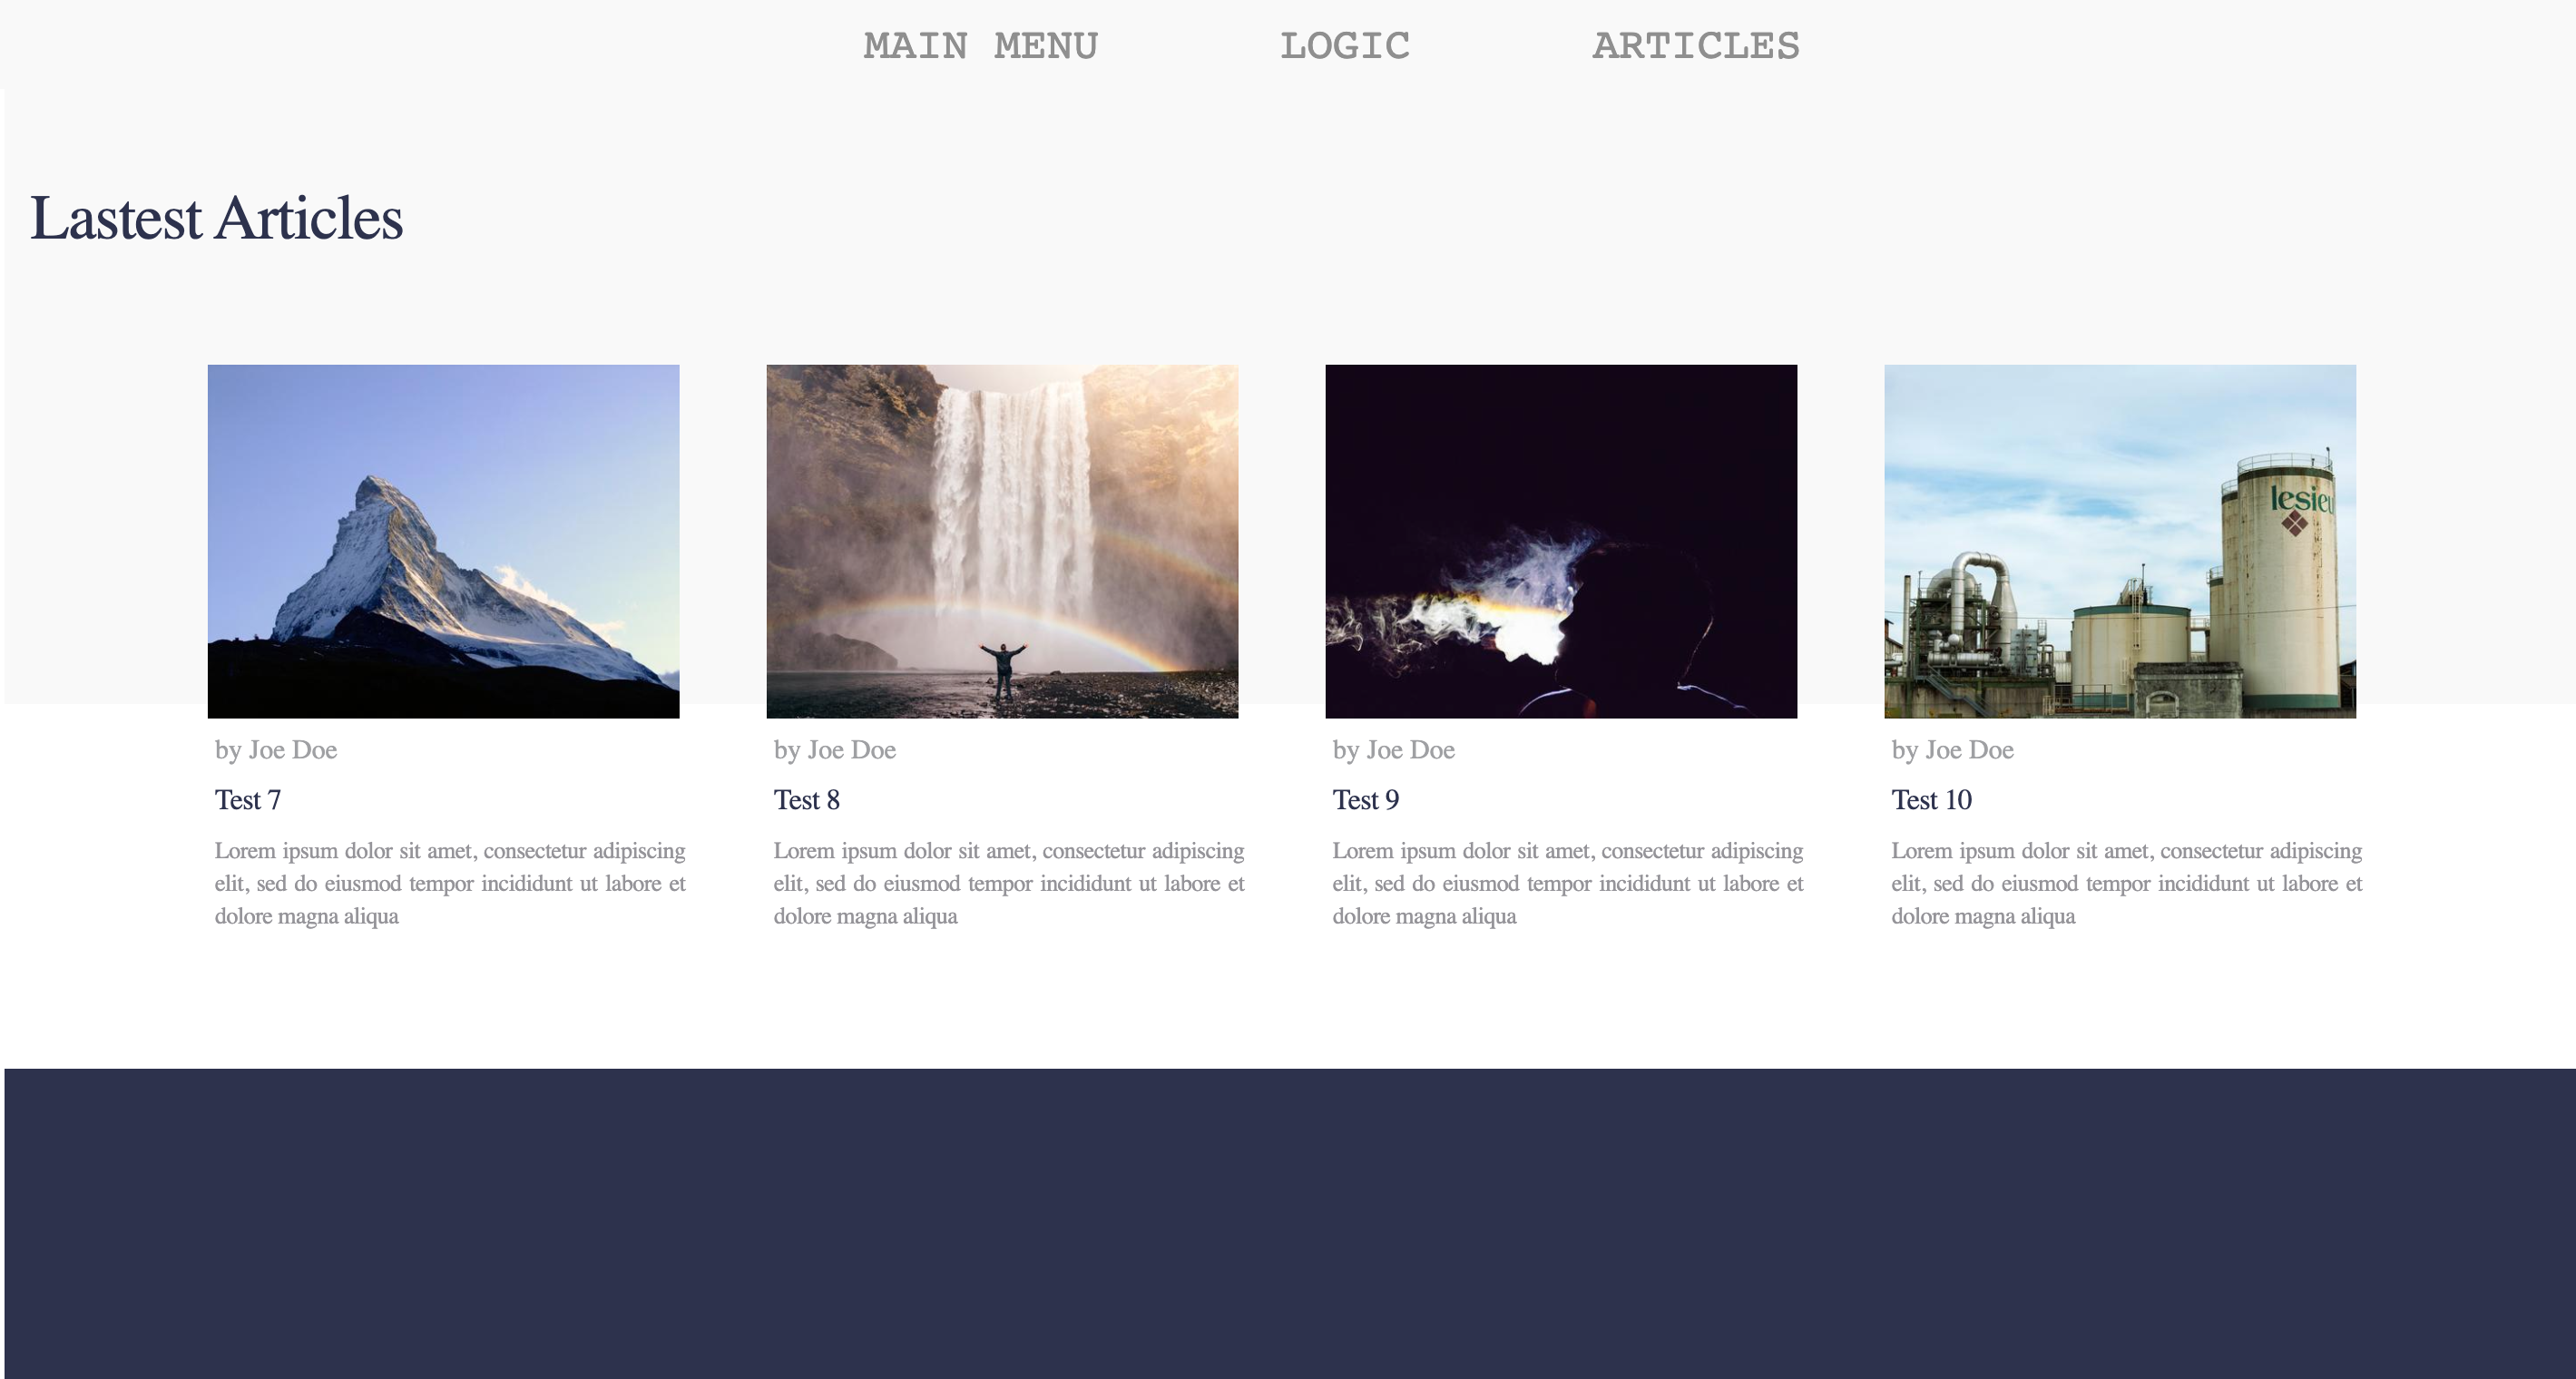 MAIN MENU LOGIC ARTICLES
Lastest Articles
lesieu
by Joe Doe
Test 7
Lorem ipsum dolor sit amet, consectetur adipiscing
elit, sed do eiusmod tempor incididunt ut labore et
dolore magna aliqua
by Joe Doe
Test 8
Lorem ipsum dolor sit amet, consectetur adipiscing
elit, sed do eiusmod tempor incididunt ut labore et
dolore magna aliqua
by Joe Doe
Test 9
Lorem ipsum dolor sit amet, consectetur adipiscing
elit, sed do eiusmod tempor incididunt ut labore et
dolore magna aliqua
by Joe Doe
Test 10
Lorem ipsum dolor sit amet, consectetur adipiscing
elit, sed do eiusmod tempor incididunt ut labore et
dolore magna aliqua